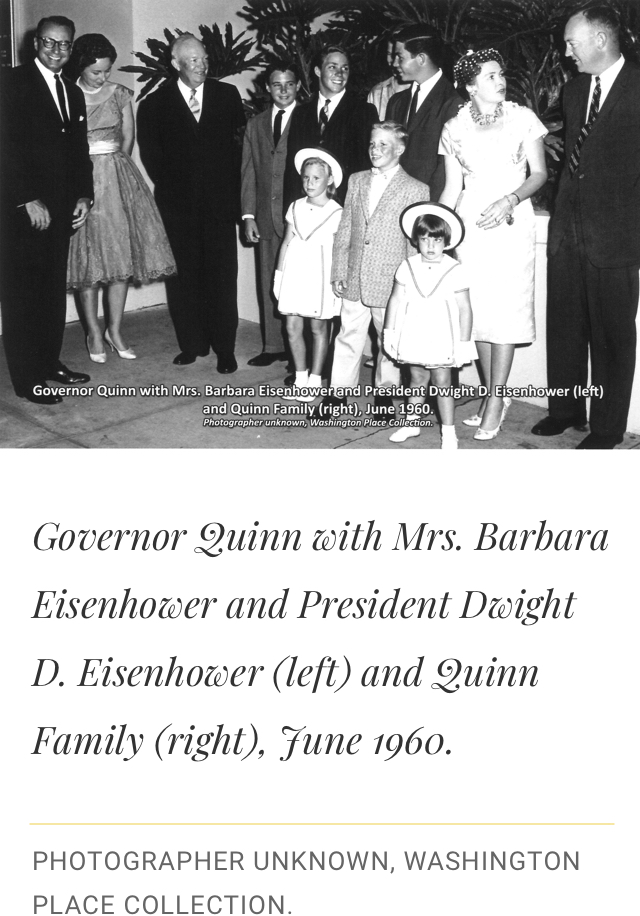 Governor Quinn with Mrs. Barbara Eisenhower and President Dwight D. Eisenhower (left)
and Quinn Family (right), June 1960.
Photographer unknown, Washington Place Collection.
Governor Quinn with Mrs. Barbara
Eisenhower and President Dwight
D. Eisenhower (left) and Quinn
Family (right), June 1960.
PHOTOGRAPHER UNKNOWN, WASHINGTON
PLACE COLLECTION.